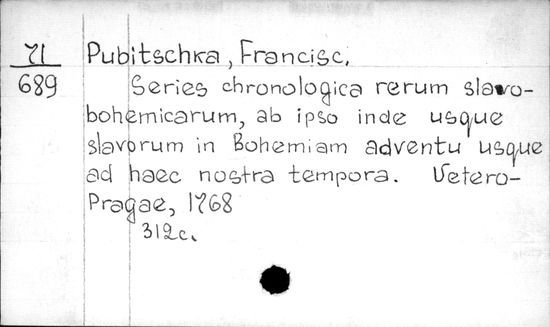 71
689
Pubitschka, Francisc.
Series chronologica rerum slavo-
bohemicarum, ab ipso inde usque
slavorum in Bohemiam adventu usque
ad haec nostra tempora. Vetero-
Pragae, 1768
312c.